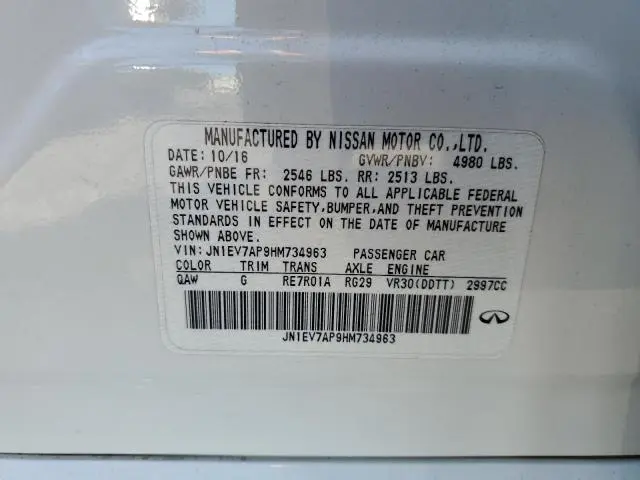 MANUFACTURED BY NISSAN MOTOR CO.,LTD.
DATE: 10/16 GVWR/PNBV: 4980 LBS.
GAWR/PNBE FR: 2546 LBS. RR: 2513 LBS.
THIS VEHICLE CONFORMS TO ALL APPLICABLE FEDERAL
MOTOR VEHICLE SAFETY,BUMPER,AND THEFT PREVENTION
STANDARDS IN EFFECT ON THE DATE OF MANUFACTURE
SHOWN ABOVE.
VIN: JN1EV7AP9HM734963 PASSENGER CAR
COLOR TRIM TRANS AXLE ENGINE
QAW G RE7R01A RG29 VR30(DDTT) 2997CC
JN1EV7AP9HM734963